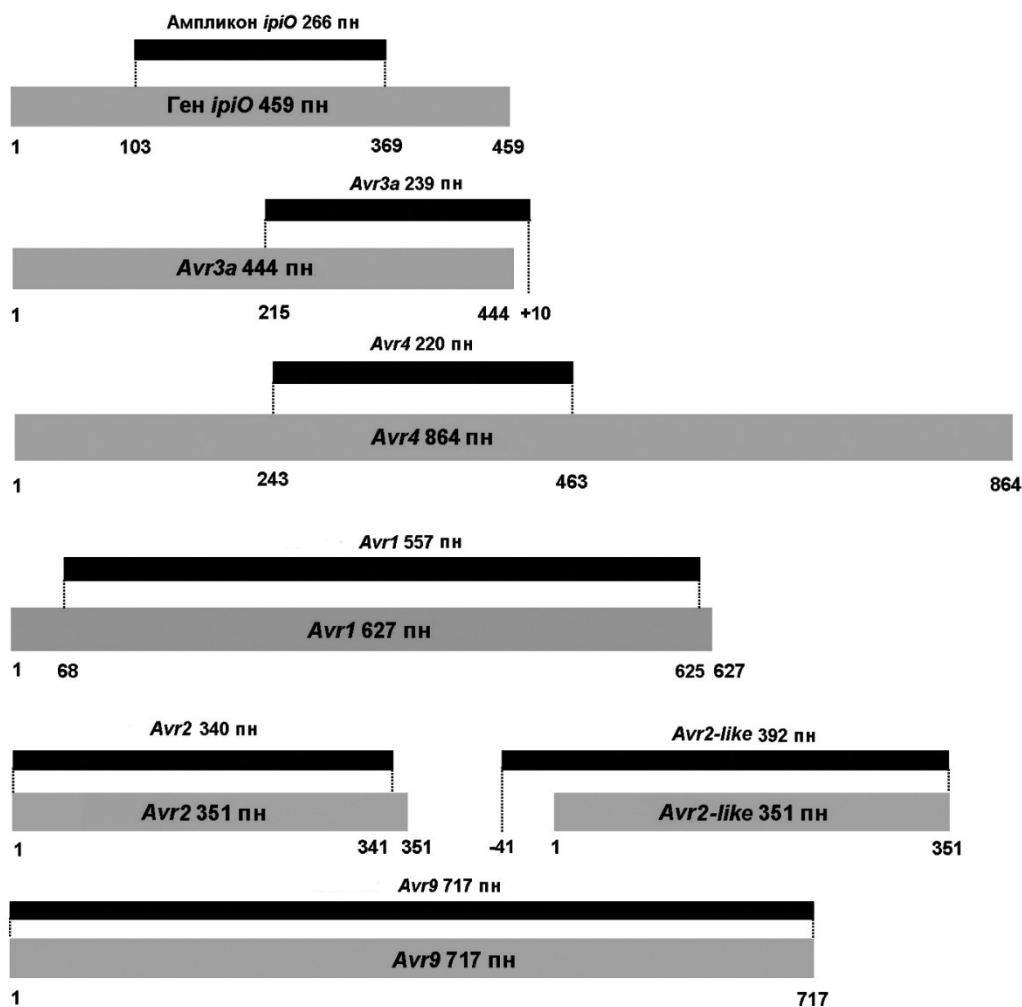 Ампликон ipiO 266 пн
Ген ipiO 459 пн
1 103 369 459
Avr3a 239 пн
Avr3a 444 пн
1 215 444 +10
Avr4 220 пн
Avr4 864 пн
1 243 463 864
Avr1 557 пн
Avr1 627 пн
1 68 625 627
Avr2 340 пн Avr2-like 392 пн
Avr2 351 пн Avr2-like 351 пн
1 341 351 -41 1 351
Avr9 717 пн
Avr9 717 пн
1 717